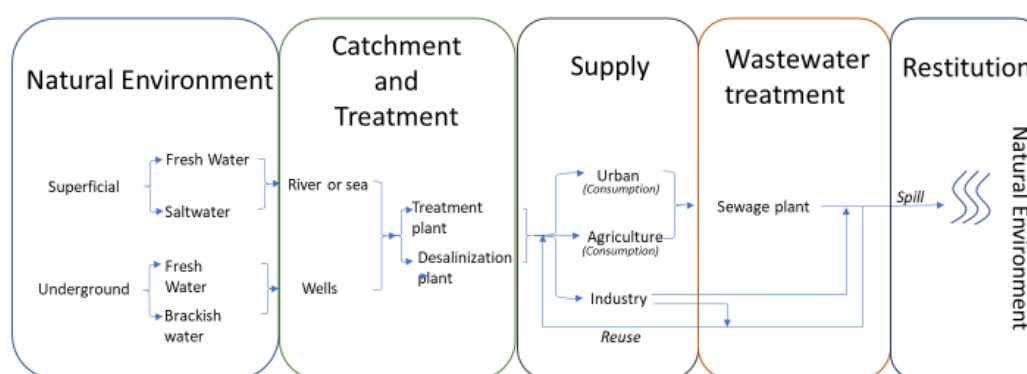 Natural Environment
Catchment
and
Treatment
Supply
Wastewater
treatment
Restitution
Superficial
Fresh Water
Saltwater
Underground
Fresh
Water
Brackish
water
River or sea
Wells
Treatment
plant
Desalinization
plant
Urban
(Consumption)
Agriculture
(Consumption)
Industry
Reuse
Sewage plant
Spill
Natural Environment